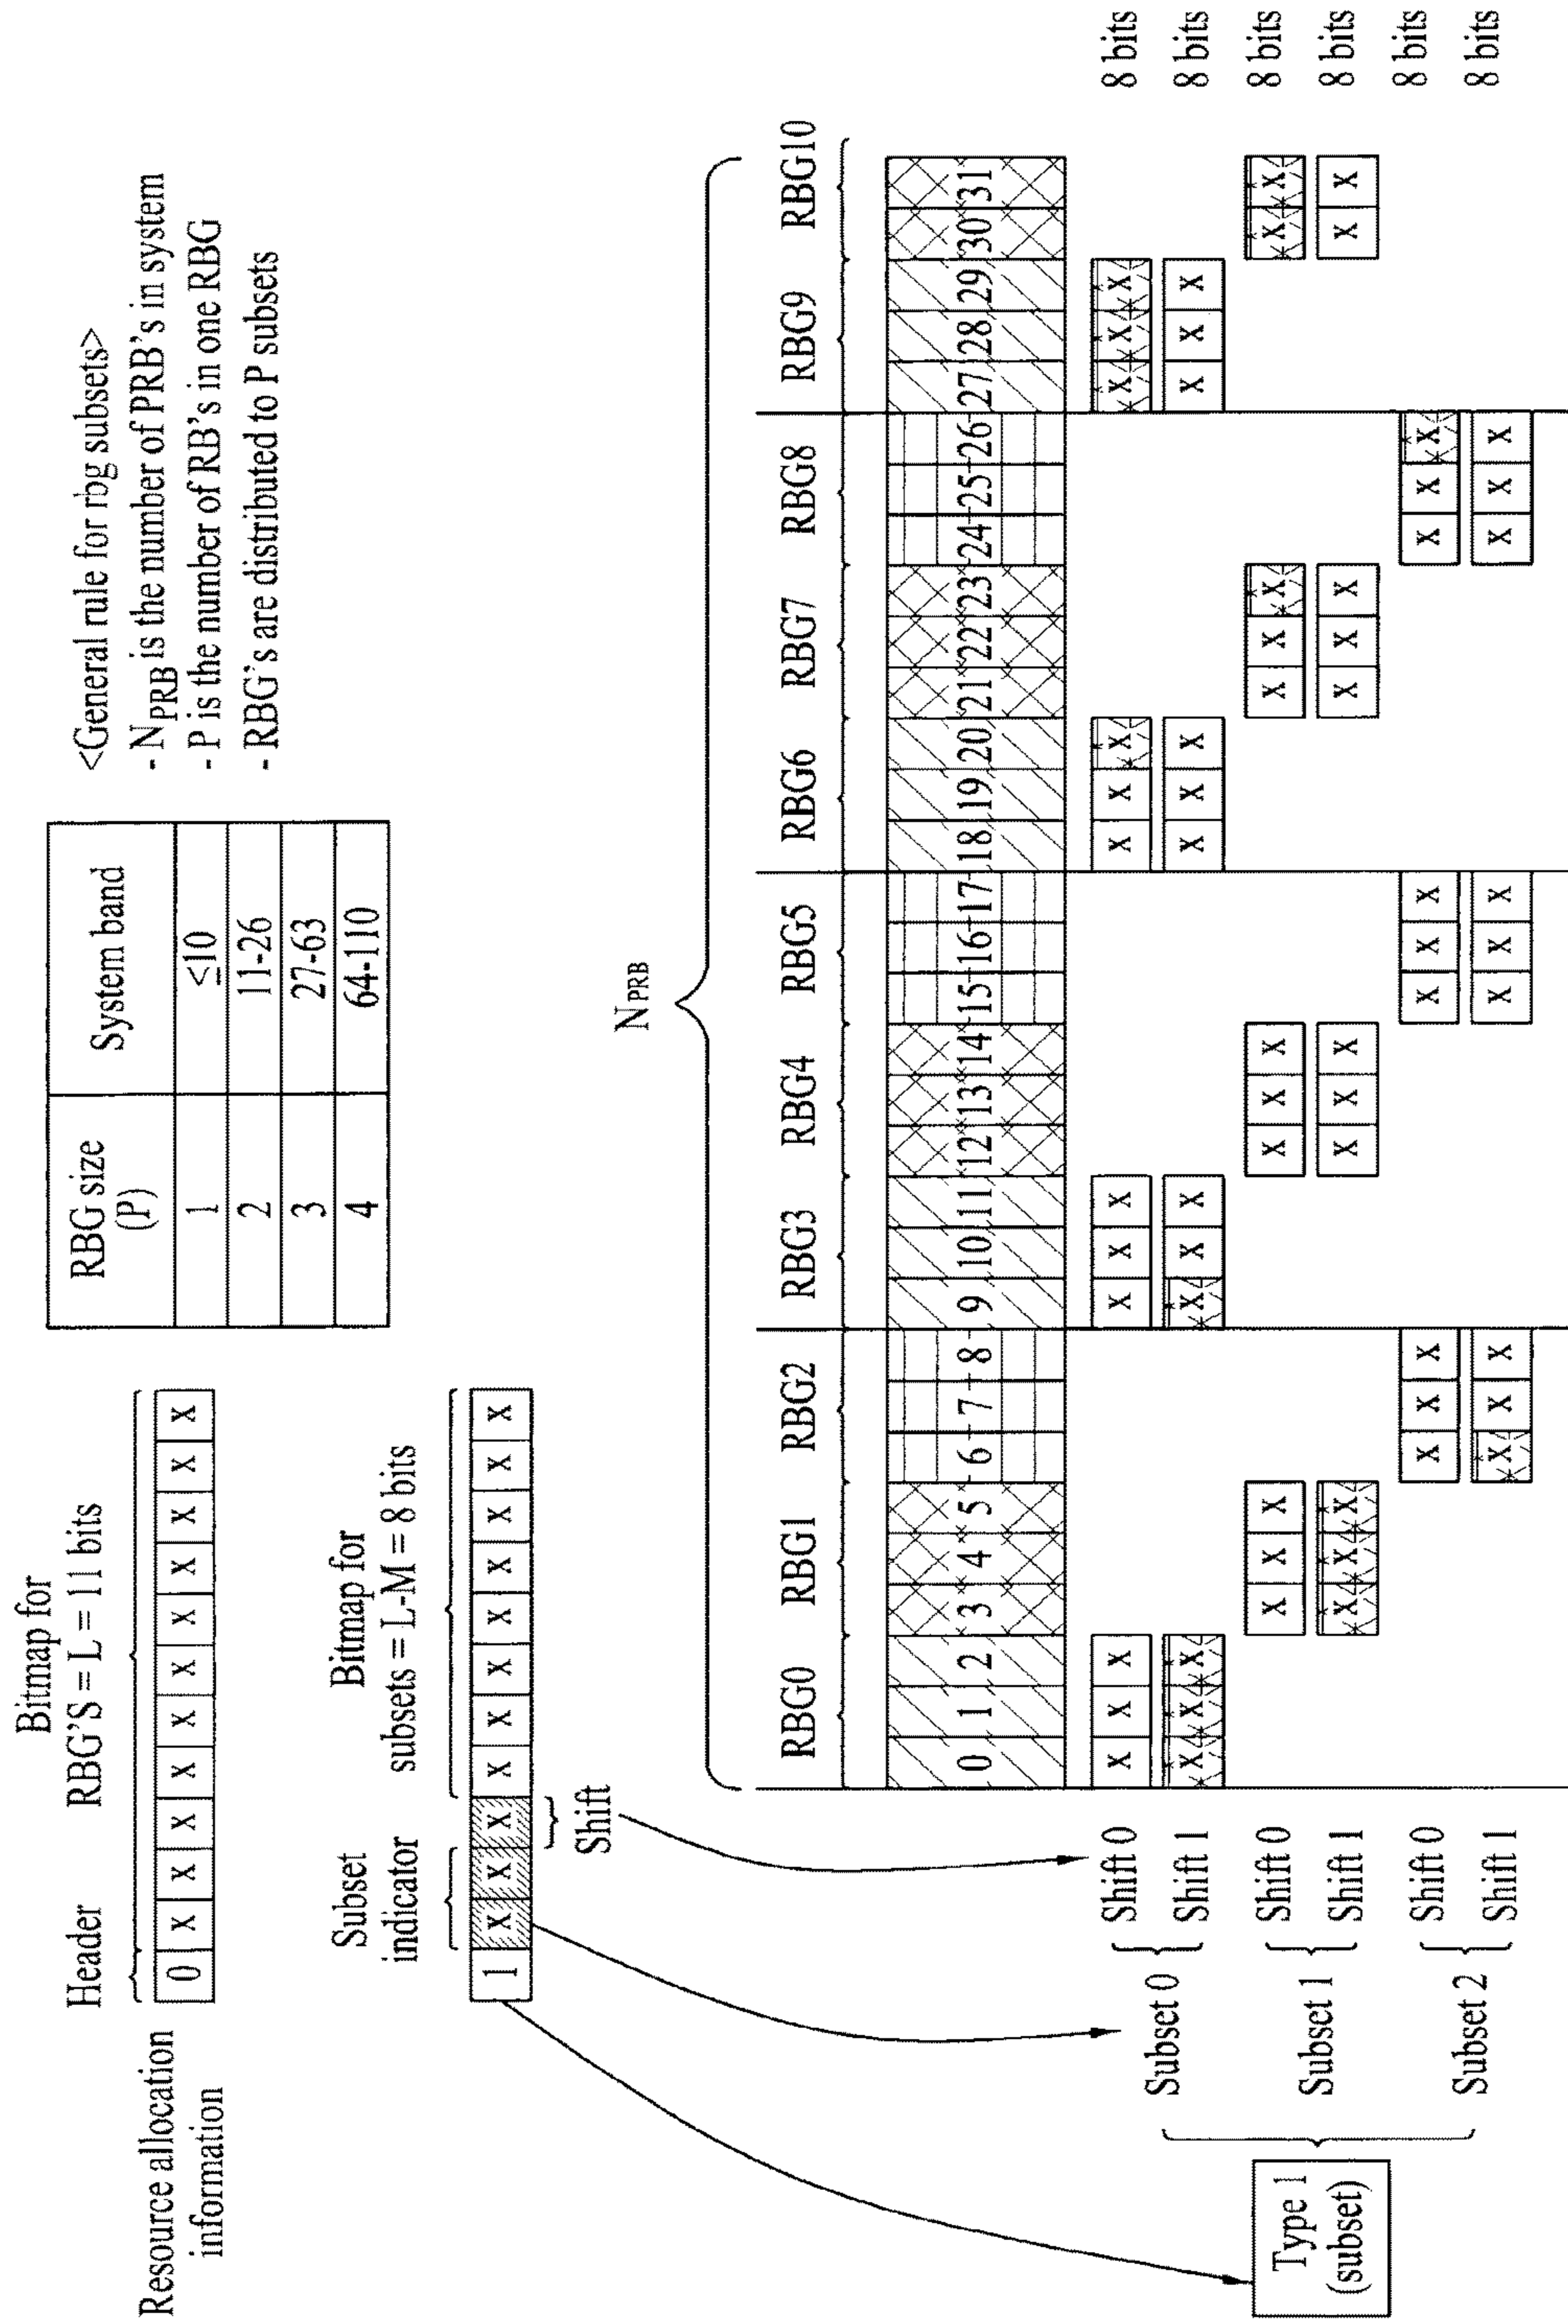 Resource allocation
information
Header
Bitmap for
RBG'S = L = 11 bits
0 X X X X X X X X X X X
Subset
indicator
Bitmap for
subsets = L-M = 8 bits
1 X X X X X X X X X X X
Shift
RBG size
(P)
System band
1 ≤10
2 11-26
3 27-63
4 64-110
<General rule for rbg subsets>
- NPRB is the number of PRB's in system
- P is the number of RB's in one RBG
- RBG's are distributed to P subsets
NPRB
RBG0 RBG1 RBG2 RBG3 RBG4 RBG5 RBG6 RBG7 RBG8 RBG9 RBG10
0 1 2 3 4 5 6 7 8 9 10 11 12 13 14 15 16 17 18 19 20 21 22 23 24 25 26 27 28 29 30 31
Type 1
(subset)
Subset 0
Shift 0 X X X X X X X X X X X X 8 bits
Shift 1 X X X X X X X X X X X X 8 bits
Subset 1
Shift 0 X X X X X X X X X X X 8 bits
Shift 1 X X X X X X X X X X X 8 bits
Subset 2
Shift 0 X X X X X X X X X 8 bits
Shift 1 X X X X X X X X X 8 bits